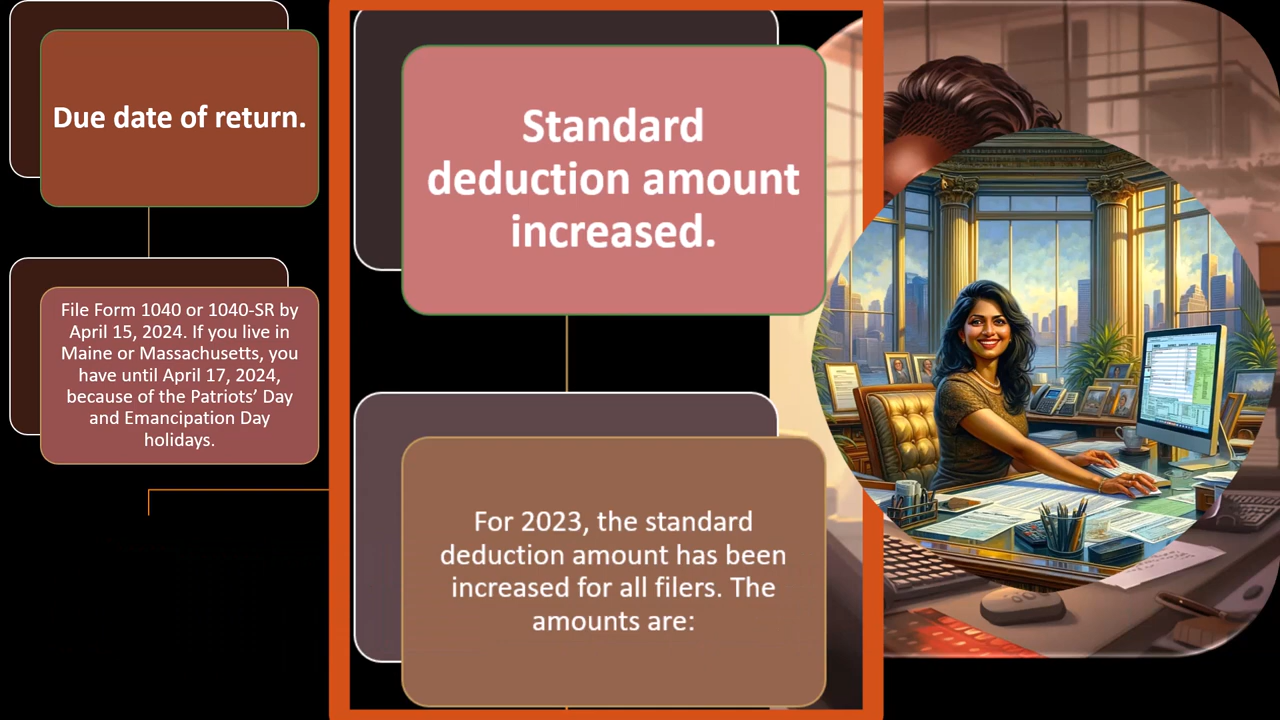 Due date of return.
File Form 1040 or 1040-SR by
April 15, 2024. If you live in
Maine or Massachusetts, you
have until April 17, 2024,
because of the Patriots’ Day
and Emancipation Day
holidays.
Standard
deduction amount
increased.
For 2023, the standard
deduction amount has been
increased for all filers. The
amounts are: